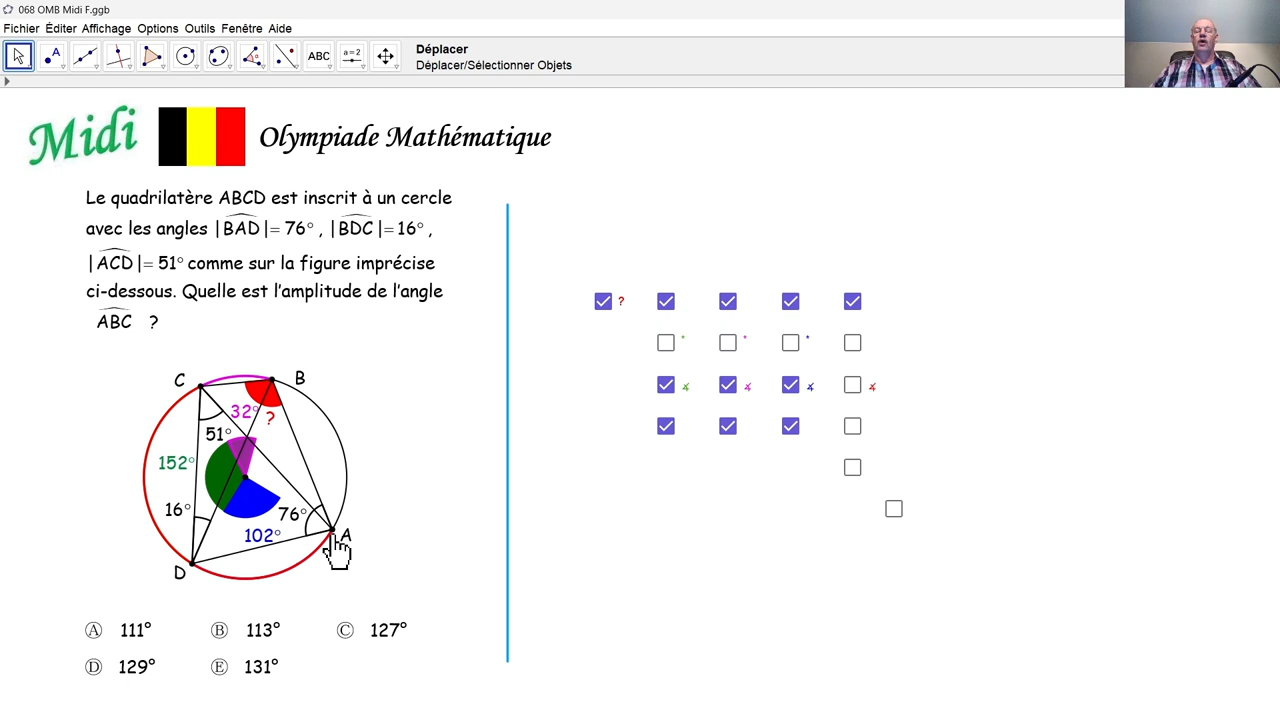 068 OMB Midi F.ggb
Fichier Éditer Affichage Options Outils Fenêtre Aide
A
ABC
a=2
Déplacer
Déplacer/Sélectionner Objets
Midi
Olympiade Mathématique
Le quadrilatère ABCD est inscrit à un cercle
avec les angles |BAD|= 76° , |BDC|= 16° ,
|ACD|= 51° comme sur la figure imprécise
ci-dessous. Quelle est l'amplitude de l'angle
ABC ?
?
C
B
32°
?
51°
152°
16°
76°
102°
A
D
Ⓐ 111° Ⓑ 113° Ⓒ 127°
Ⓓ 129° Ⓔ 131°